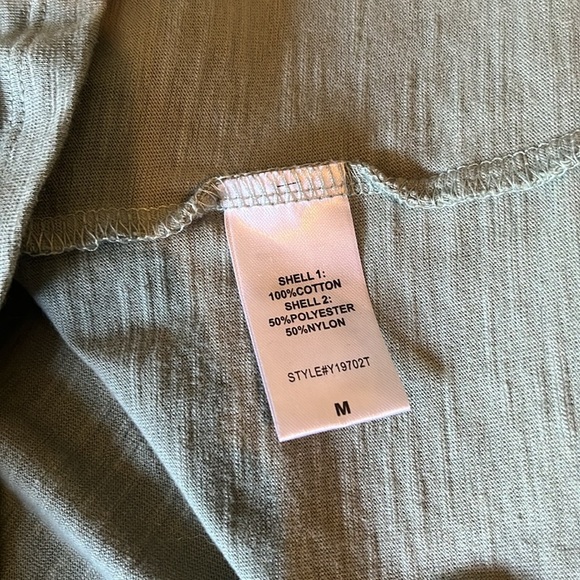 SHELL 1:
100%COTTON
SHELL 2:
50%POLYESTER
50%NYLON
STYLE#Y19702T
M